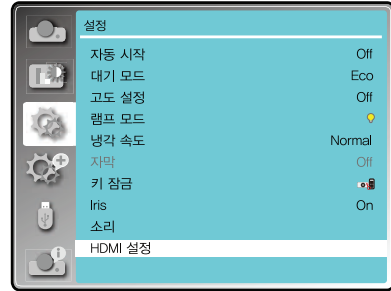 설정
자동 시작 Off
대기 모드 Eco
고도 설정 Off
램프 모드
냉각 속도 Normal
자막 Off
키 잠금
Iris On
소리
HDMI 설정